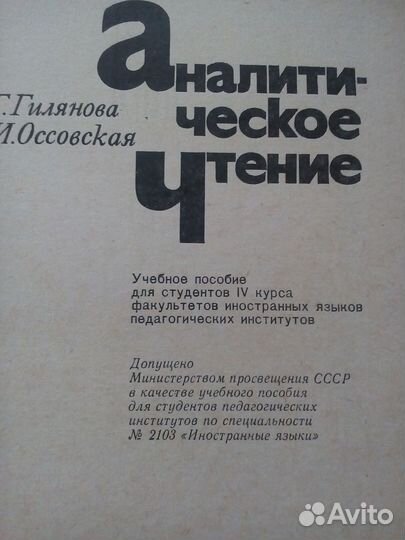 Аналити-
ческое
Чтение
Г.Гилянова
И.Оссовская
Учебное пособие
для студентов IV курса
факультетов иностранных языков
педагогических институтов
Допущено
Министерством просвещения СССР
в качестве учебного пособия
для студентов педагогических
институтов по специальности
№ 2103 «Иностранные языки»
Avito